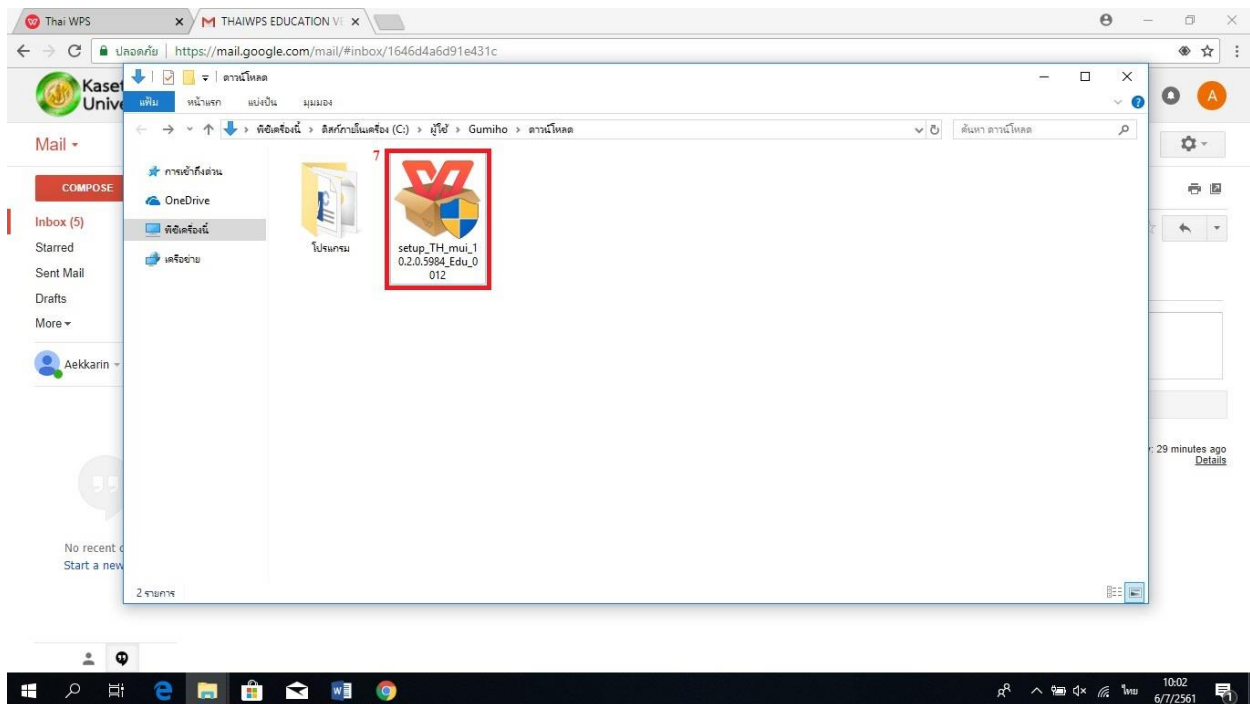 Thai WPS
THAIWPS EDUCATION VE
ปลอดภัย | https://mail.google.com/mail/#inbox/1646d4a6d91e431c
Kaset
Unive
A
ดาวน์โหลด
แฟ้ม หน้าแรก แบ่งปัน มุมมอง
พีซีเครื่องนี้ › ดิสก์ภายในเครื่อง (C:) › ผู้ใช้ › Gumiho › ดาวน์โหลด
ค้นหา ดาวน์โหลด
Mail
COMPOSE
Inbox (5)
Starred
Sent Mail
Drafts
More
Aekkarin
No recent c
Start a new
การเข้าถึงด่วน
OneDrive
พีซีเครื่องนี้
เครือข่าย
โปรแกรม
7
setup_TH_mui_1
0.2.0.5984_Edu_0
012
2 รายการ
: 29 minutes ago
Details
ไทย
10:02
6/7/2561
1